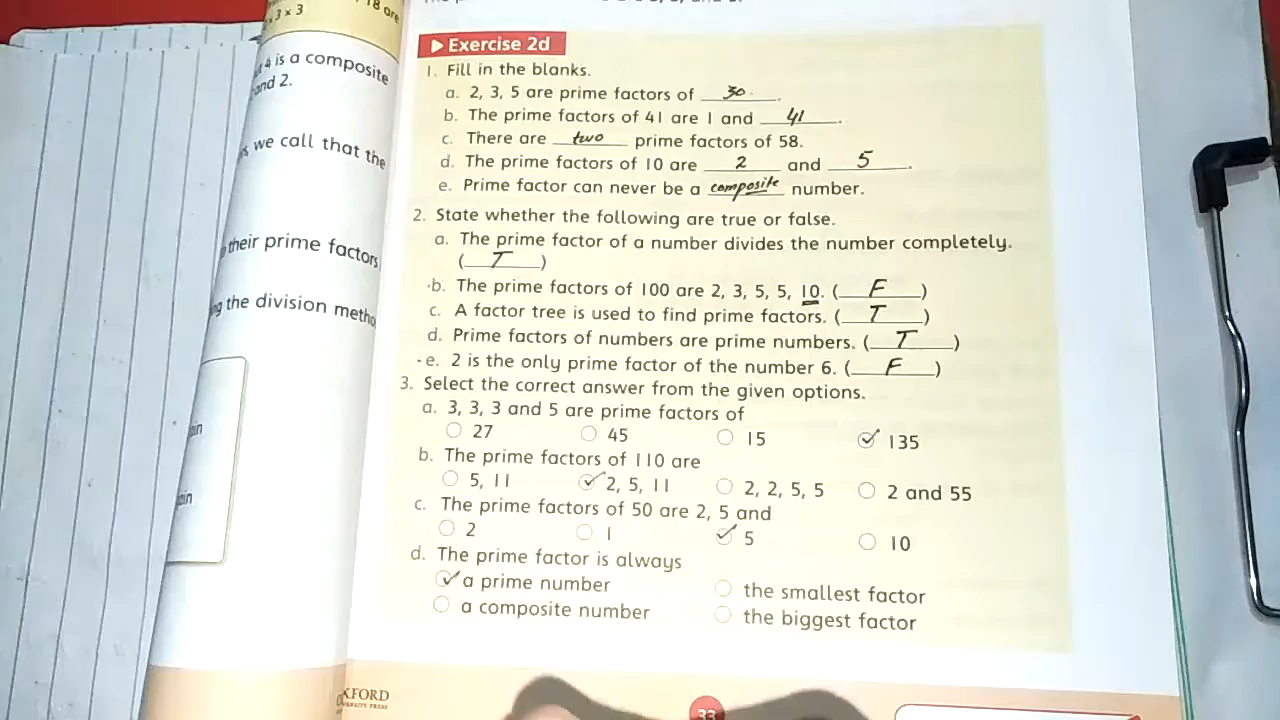 3 × 3
18 are
4 is a composite
and 2.
we call that the
their prime factors
the division metho
▶ Exercise 2d
1. Fill in the blanks.
a. 2, 3, 5 are prime factors of 30.
b. The prime factors of 41 are 1 and 41.
c. There are two prime factors of 58.
d. The prime factors of 10 are 2 and 5.
e. Prime factor can never be a composite number.
2. State whether the following are true or false.
a. The prime factor of a number divides the number completely.
(T)
b. The prime factors of 100 are 2, 3, 5, 5, 10. (F)
c. A factor tree is used to find prime factors. (T)
d. Prime factors of numbers are prime numbers. (T)
e. 2 is the only prime factor of the number 6. (F)
3. Select the correct answer from the given options.
a. 3, 3, 3 and 5 are prime factors of
27 45 15 ✓ 135
b. The prime factors of 110 are
5, 11 ✓ 2, 5, 11 2, 2, 5, 5 2 and 55
c. The prime factors of 50 are 2, 5 and
2 1 ✓ 5 10
d. The prime factor is always
✓ a prime number the smallest factor
a composite number the biggest factor
OXFORD
UNIVERSITY PRESS
33